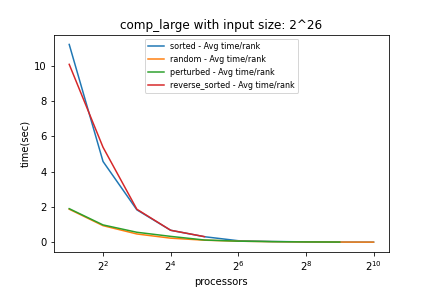 comp_large with input size: 2^26
sorted - Avg time/rank
random - Avg time/rank
perturbed - Avg time/rank
reverse_sorted - Avg time/rank
time(sec)
10
8
6
4
2
0
2^2 2^4 2^6 2^8 2^10
processors